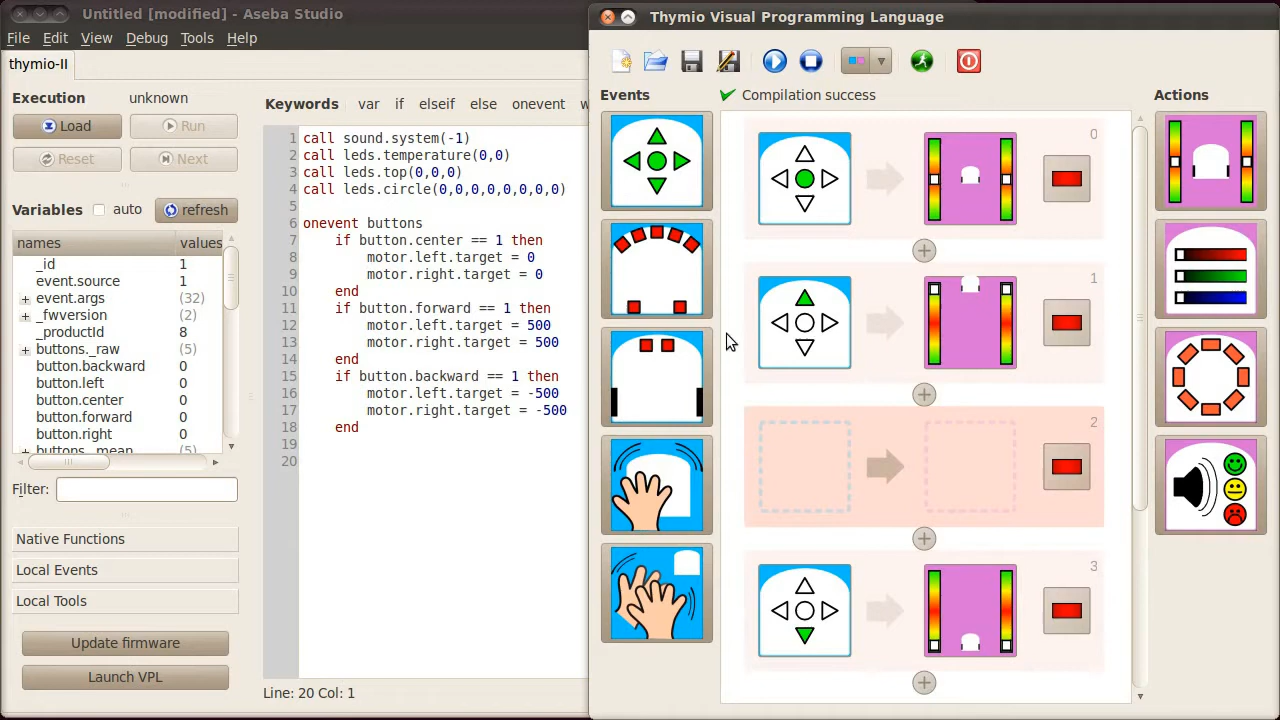 Untitled [modified] - Aseba Studio
File Edit View Debug Tools Help
thymio-II
Execution unknown
Load Run
Reset Next
Variables auto refresh
names values
_id 1
event.source 1
event.args (32)
_fwversion (2)
_productId 8
buttons._raw (5)
button.backward 0
button.left 0
button.center 0
button.forward 0
button.right 0
buttons._mean (5)
Filter:
Native Functions
Local Events
Local Tools
Update firmware
Launch VPL
Keywords var if elseif else onevent w
1 call sound.system(-1)
2 call leds.temperature(0,0)
3 call leds.top(0,0,0)
4 call leds.circle(0,0,0,0,0,0,0,0)
5
6 onevent buttons
7 if button.center == 1 then
8 motor.left.target = 0
9 motor.right.target = 0
10 end
11 if button.forward == 1 then
12 motor.left.target = 500
13 motor.right.target = 500
14 end
15 if button.backward == 1 then
16 motor.left.target = -500
17 motor.right.target = -500
18 end
19
20
Line: 20 Col: 1
Thymio Visual Programming Language
Events Compilation success Actions
0
1
2
3